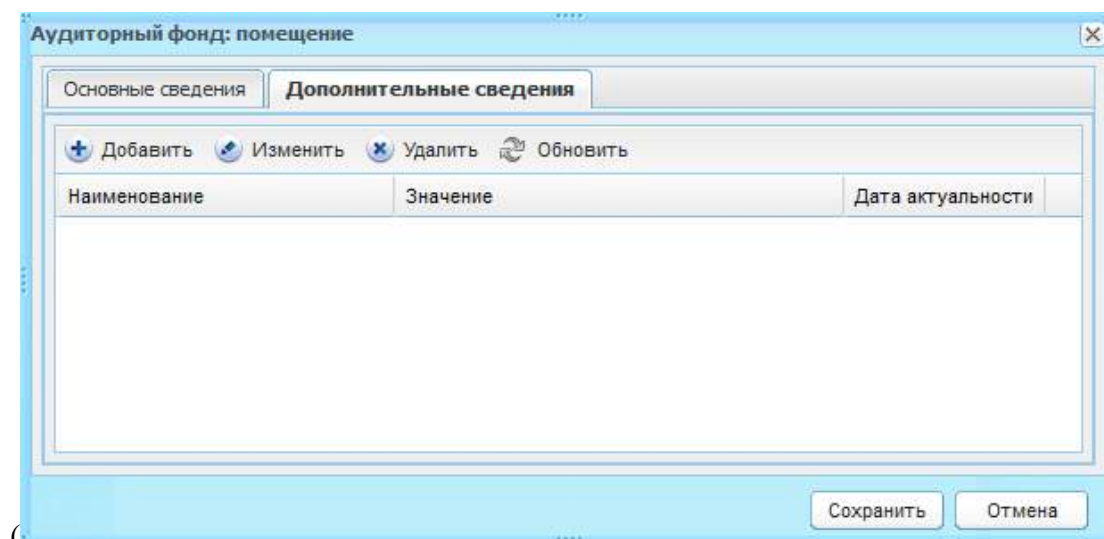 Аудиторный фонд: помещение
Основные сведения Дополнительные сведения
Добавить Изменить Удалить Обновить
Наименование Значение Дата актуальности
Сохранить Отмена
(